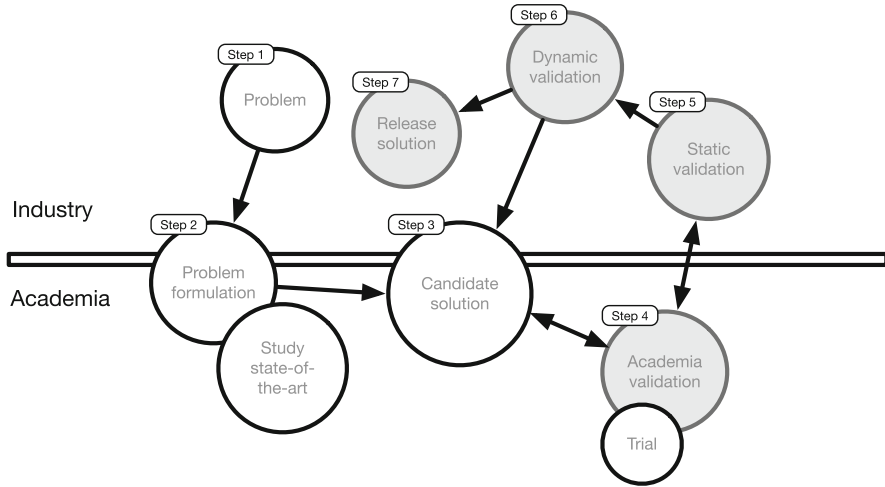 Step 1
Problem
Step 6
Dynamic
validation
Step 7
Release
solution
Step 5
Static
validation
Industry
Step 2
Problem
formulation
Step 3
Candidate
solution
Academia
Study
state-of-
the-art
Step 4
Academia
validation
Trial